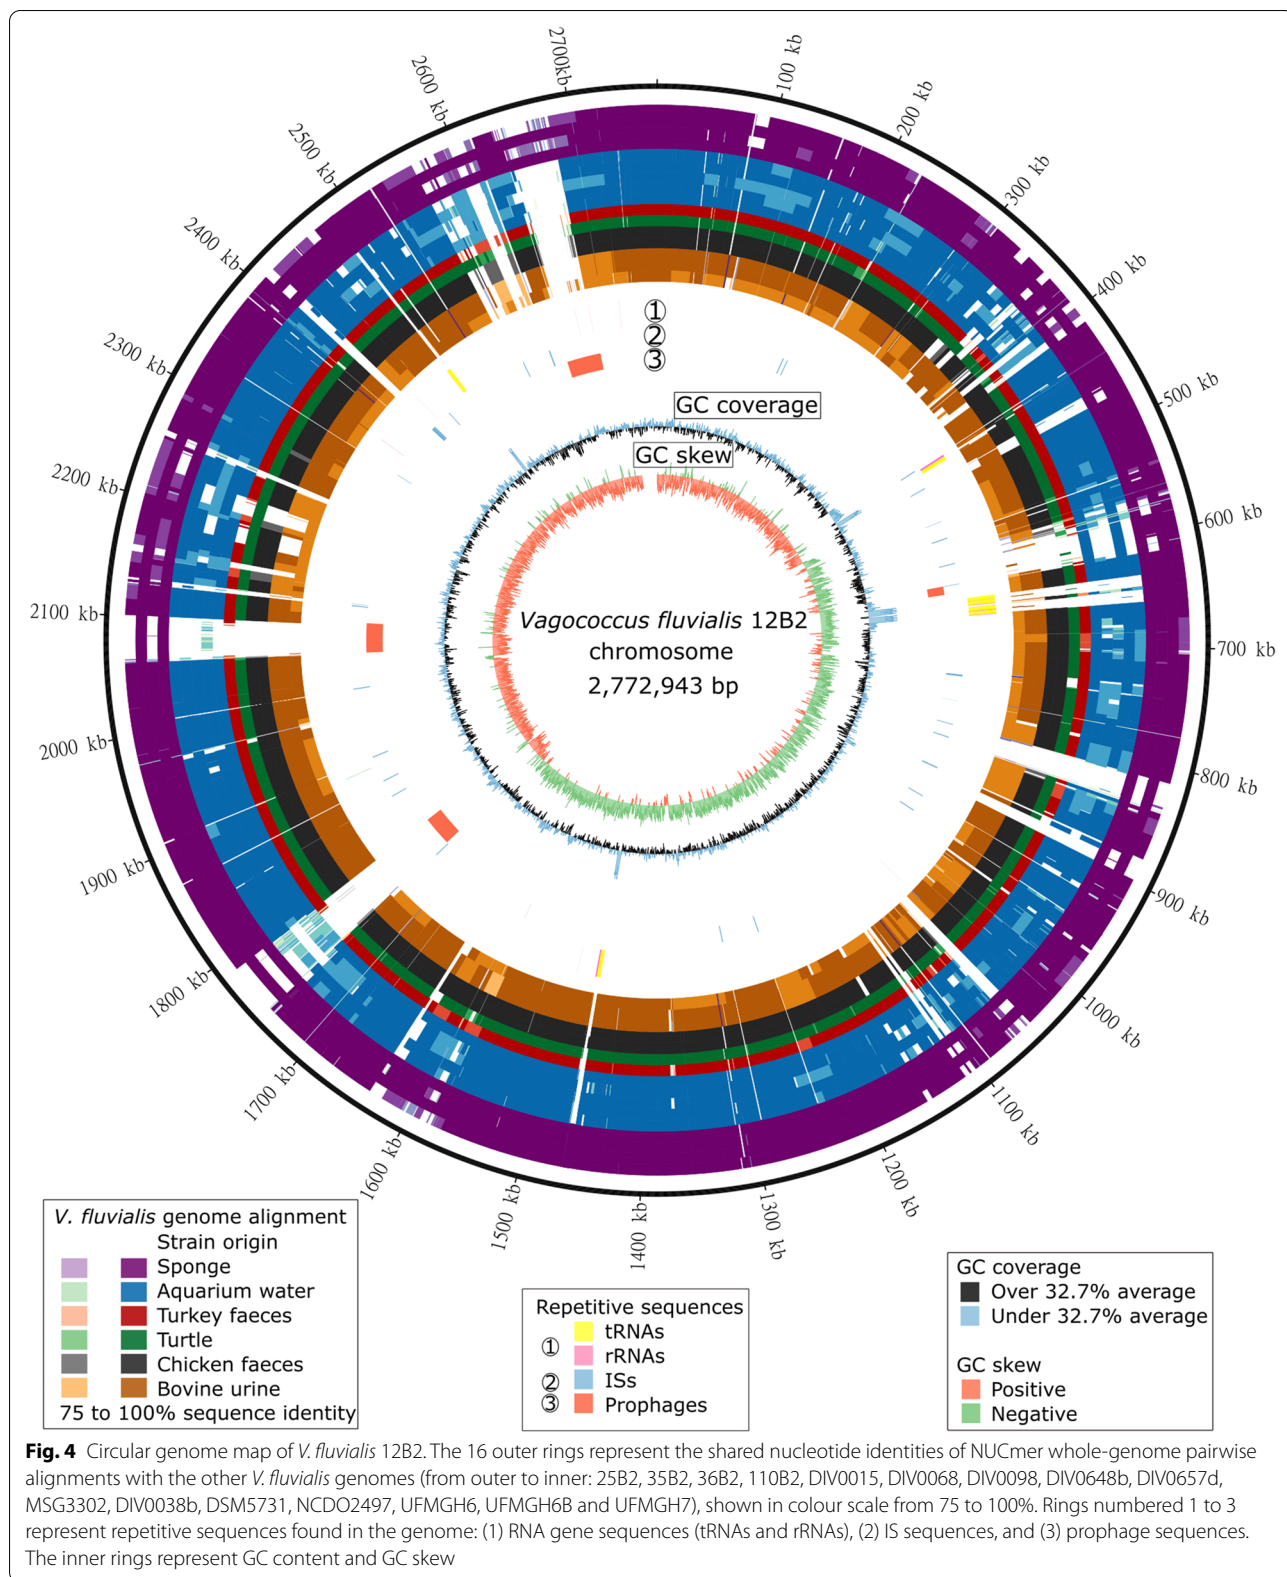 2700kb
100 kb
200 kb
300 kb
400 kb
500 kb
600 kb
700 kb
800 kb
900 kb
1000 kb
1100 kb
1200 kb
1300 kb
1400 kb
1500 kb
1600 kb
1700 kb
1800 kb
1900 kb
2000 kb
2100 kb
2200 kb
2300 kb
2400 kb
2500 kb
2600 kb
1
2
3
GC coverage
GC skew
Vagococcus fluvialis 12B2
chromosome
2,772,943 bp
V. fluvialis genome alignment
Strain origin
Sponge
Aquarium water
Turkey faeces
Turtle
Chicken faeces
Bovine urine
75 to 100% sequence identity
Repetitive sequences
tRNAs
① rRNAs
② ISs
③ Prophages
GC coverage
Over 32.7% average
Under 32.7% average
GC skew
Positive
Negative
Fig. 4 Circular genome map of V. fluvialis 12B2. The 16 outer rings represent the shared nucleotide identities of NUCmer whole-genome pairwise
alignments with the other V. fluvialis genomes (from outer to inner: 25B2, 35B2, 36B2, 110B2, DIV0015, DIV0068, DIV0098, DIV0648b, DIV0657d,
MSG3302, DIV0038b, DSM5731, NCDO2497, UFMGH6, UFMGH6B and UFMGH7), shown in colour scale from 75 to 100%. Rings numbered 1 to 3
represent repetitive sequences found in the genome: (1) RNA gene sequences (tRNAs and rRNAs), (2) IS sequences, and (3) prophage sequences.
The inner rings represent GC content and GC skew